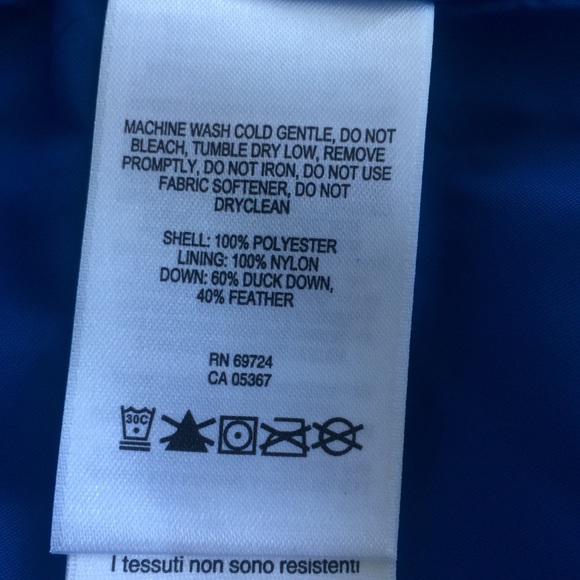 MACHINE WASH COLD GENTLE, DO NOT
BLEACH, TUMBLE DRY LOW, REMOVE
PROMPTLY, DO NOT IRON, DO NOT USE
FABRIC SOFTENER, DO NOT
DRYCLEAN
SHELL: 100% POLYESTER
LINING: 100% NYLON
DOWN: 60% DUCK DOWN,
40% FEATHER
RN 69724
CA 05367
30C
I tessuti non sono resistenti